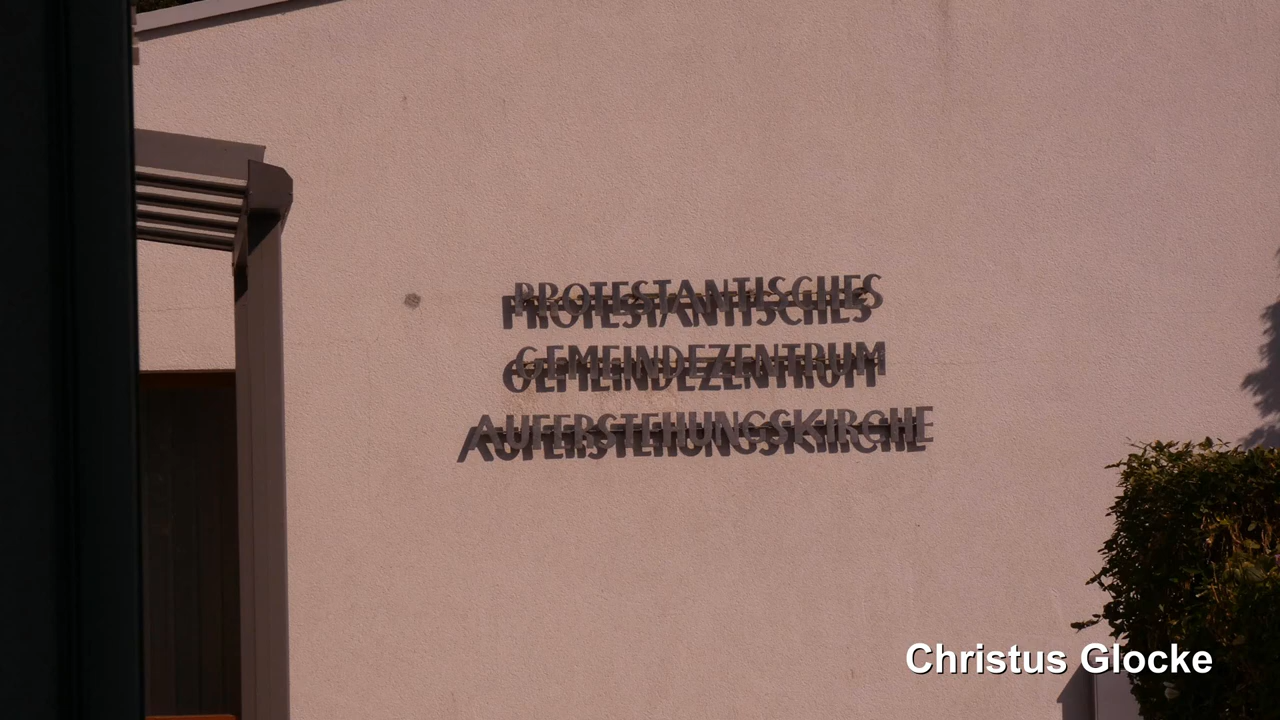 PROTESTANTISCHES
GEMEINDEZENTRUM
AUFERSTEHUNGSKIRCHE
Christus Glocke